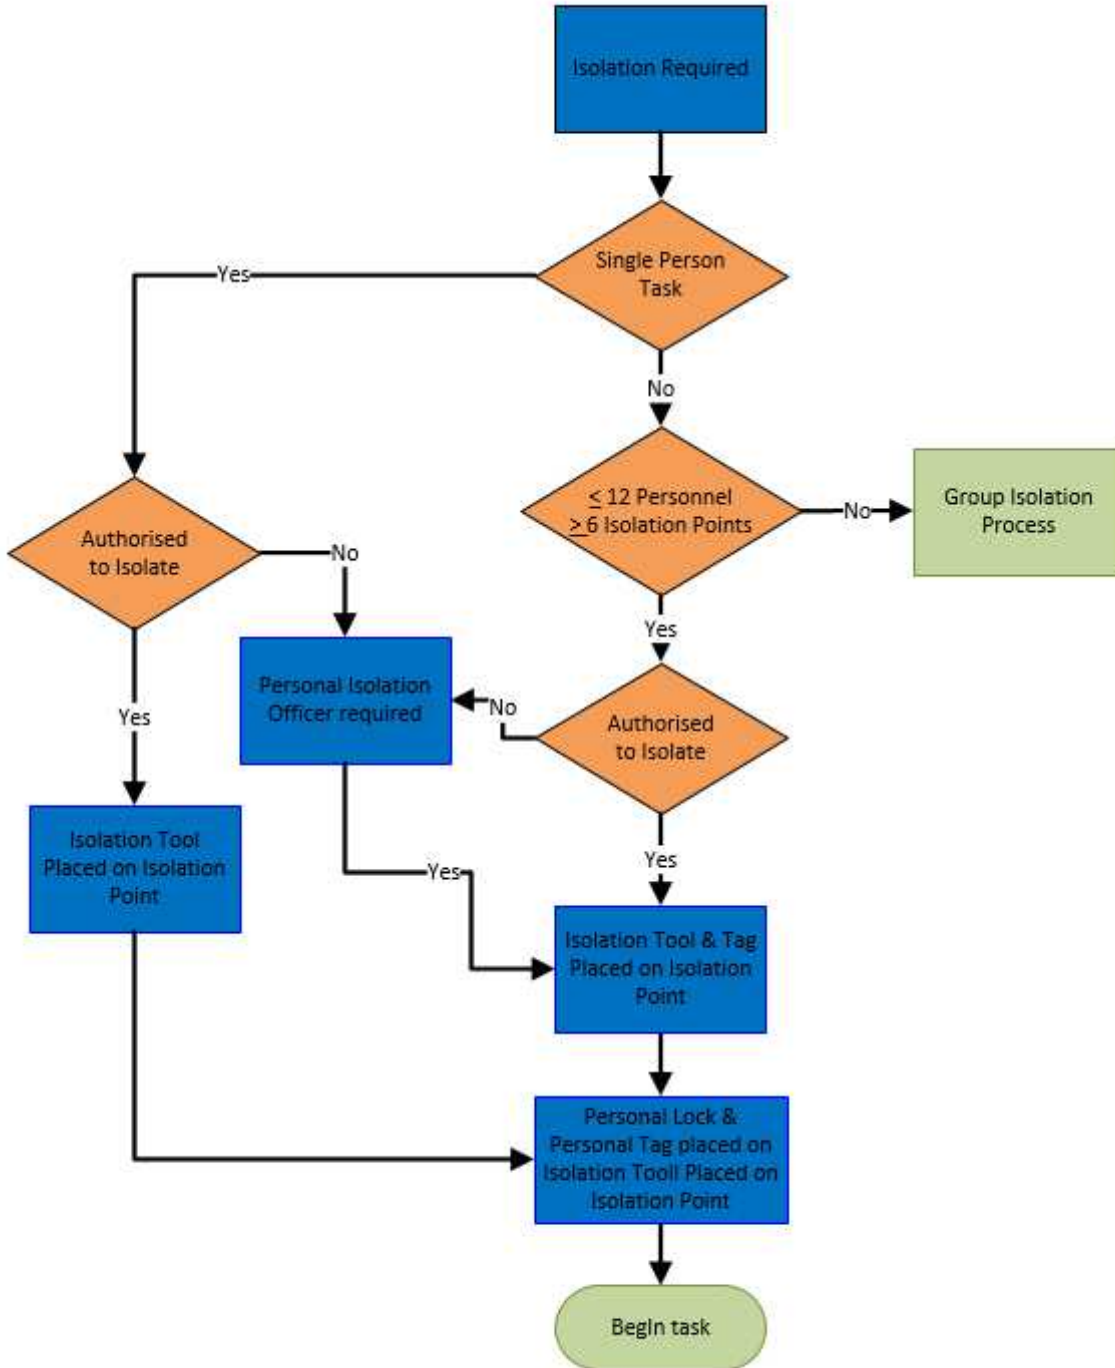 Isolation Required
Single Person
Task
Yes
No
≤ 12 Personnel
≥ 6 Isolation Points
No
Group Isolation
Process
Authorised
to Isolate
No
Yes
Personal Isolation
Officer required
No
Authorised
to Isolate
Yes
Isolation Tool
Placed on Isolation
Point
Yes
Yes
Isolation Tool & Tag
Placed on Isolation
Point
Personal Lock &
Personal Tag placed on
Isolation Tooll Placed on
Isolation Point
BegIn task